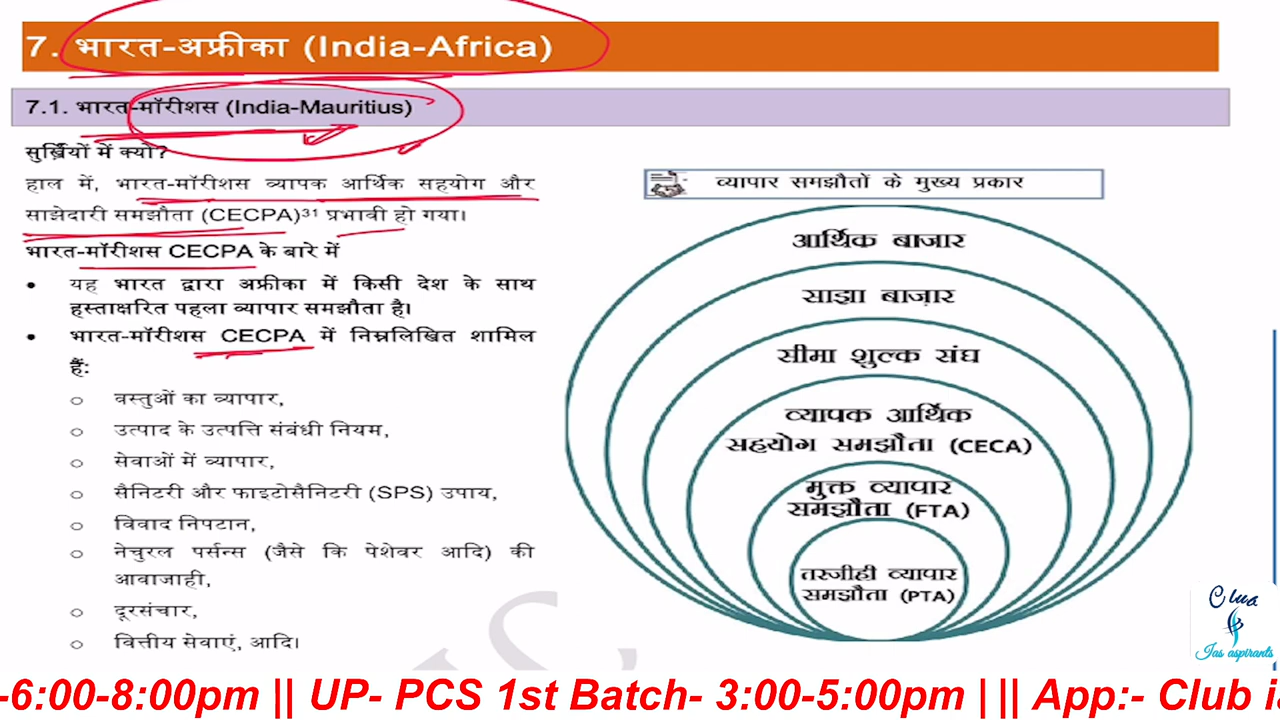 7. भारत-अफ्रीका (India-Africa)
7.1. भारत-मॉरीशस (India-Mauritius)
सुर्ख़ियों में क्यों?
हाल में, भारत-मॉरीशस व्यापक आर्थिक सहयोग और
साझेदारी समझौता (CECPA)31 प्रभावी हो गया।
भारत-मॉरीशस CECPA के बारे में
• यह भारत द्वारा अफ्रीका में किसी देश के साथ
हस्ताक्षरित पहला व्यापार समझौता है।
• भारत-मॉरीशस CECPA में निम्नलिखित शामिल
हैं:
o वस्तुओं का व्यापार,
o उत्पाद के उत्पत्ति संबंधी नियम,
o सेवाओं में व्यापार,
o सैनिटरी और फाइटोसैनिटरी (SPS) उपाय,
o विवाद निपटान,
o नेचुरल पर्सन्स (जैसे कि पेशेवर आदि) की
आवाजाही,
o दूरसंचार,
o वित्तीय सेवाएं, आदि।
व्यापार समझौतों के मुख्य प्रकार
आर्थिक बाजार
साझा बाज़ार
सीमा शुल्क संघ
व्यापक आर्थिक
सहयोग समझौता (CECA)
मुक्त व्यापार
समझौता (FTA)
तरजीही व्यापार
समझौता (PTA)
Club
Ias aspirants
-6:00-8:00pm || UP- PCS 1st Batch- 3:00-5:00pm | || App:- Club i